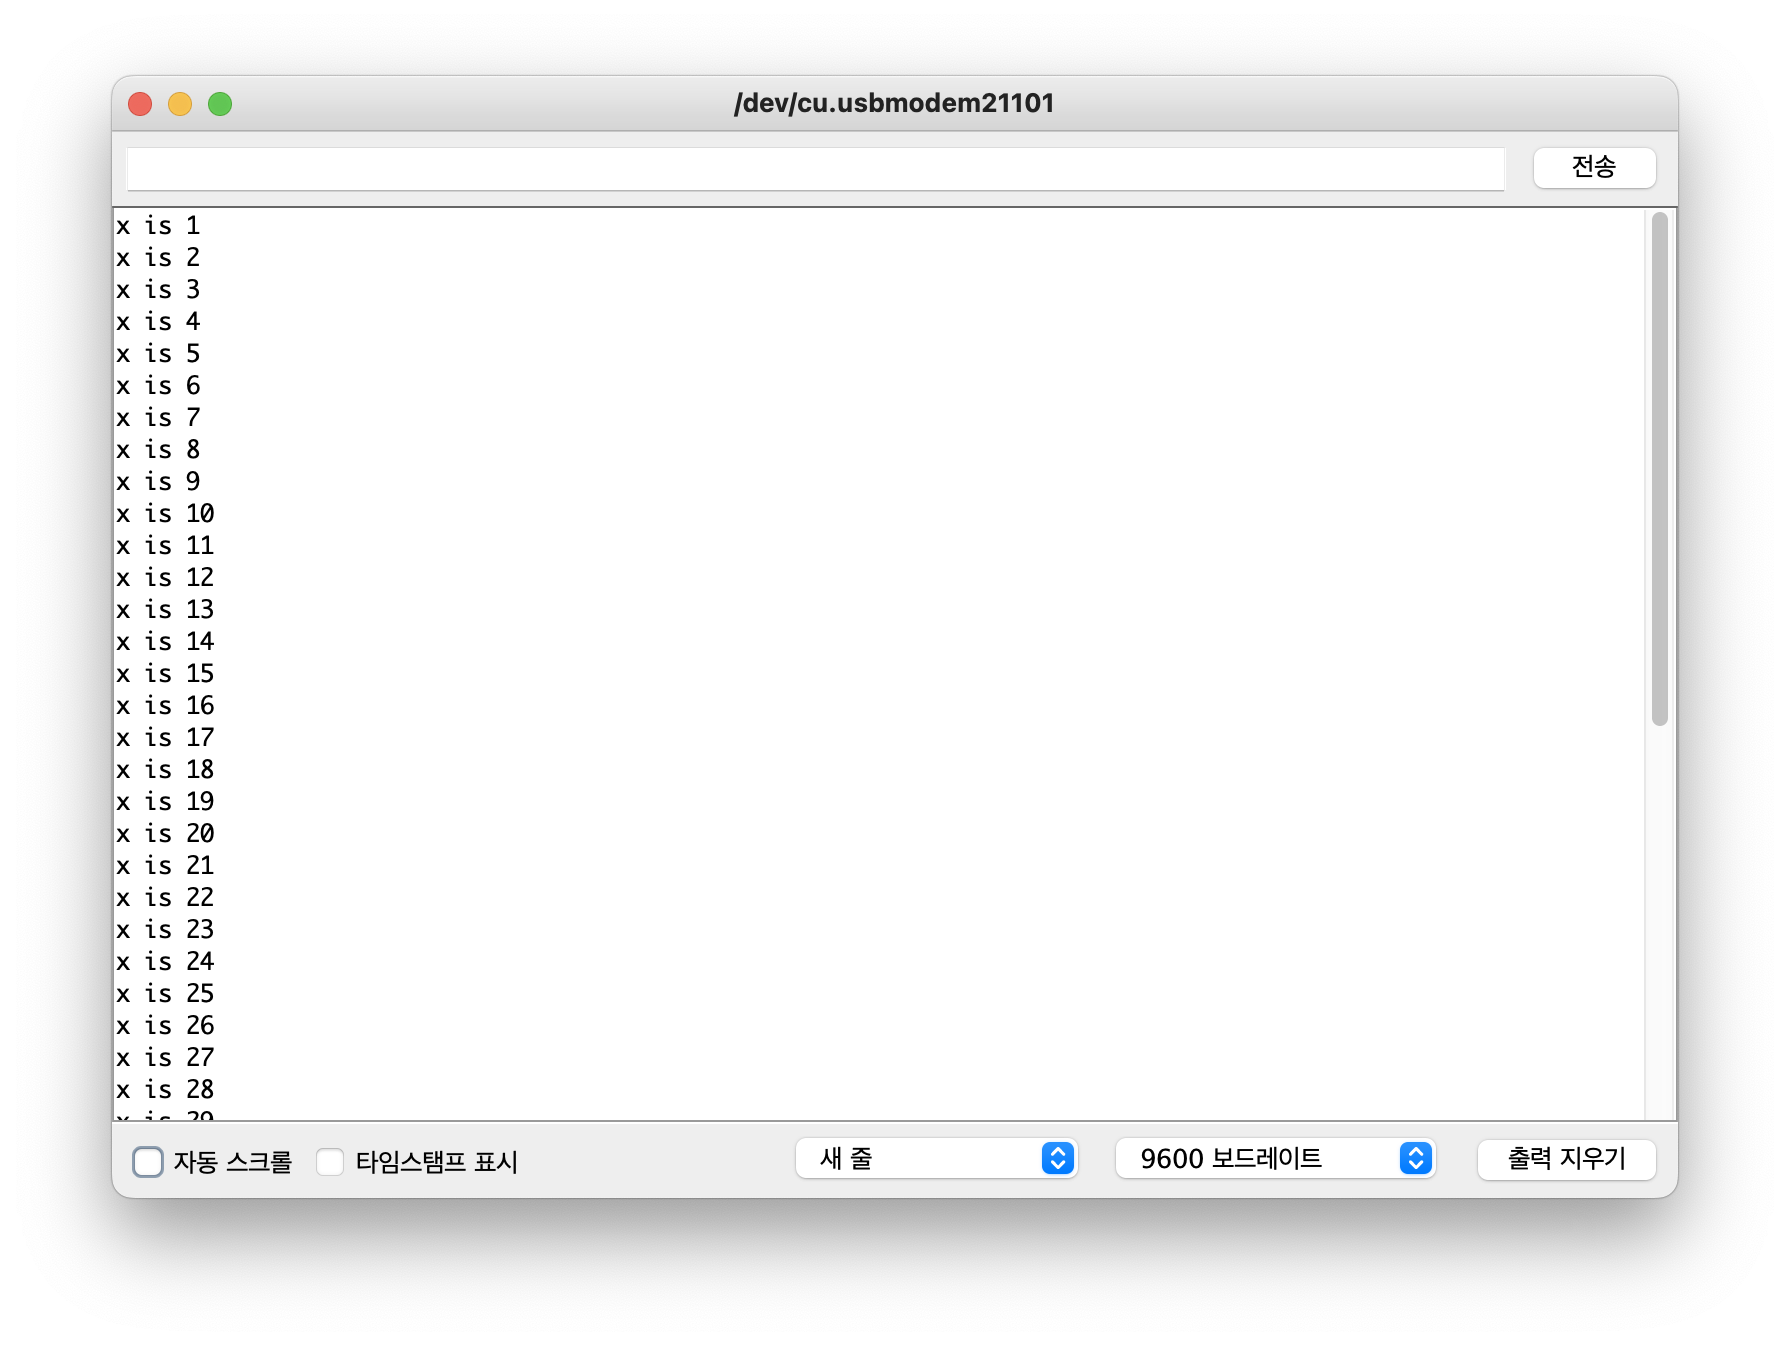 /dev/cu.usbmodem21101
전송
x is 1
x is 2
x is 3
x is 4
x is 5
x is 6
x is 7
x is 8
x is 9
x is 10
x is 11
x is 12
x is 13
x is 14
x is 15
x is 16
x is 17
x is 18
x is 19
x is 20
x is 21
x is 22
x is 23
x is 24
x is 25
x is 26
x is 27
x is 28
x is 29
자동 스크롤 타임스탬프 표시 새 줄 9600 보드레이트 출력 지우기